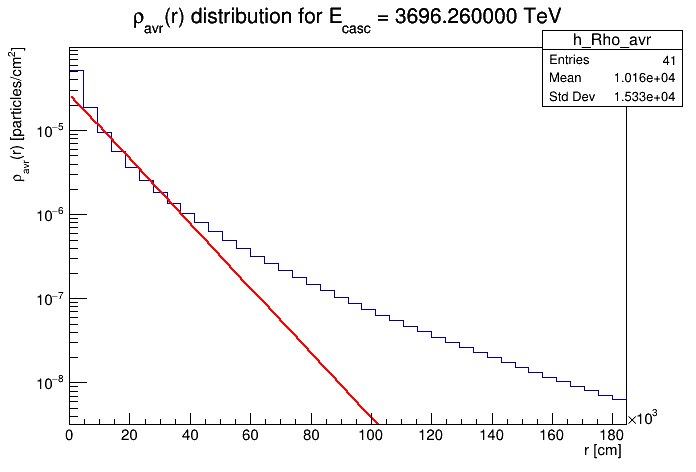 ρavr(r) distribution for Ecasc = 3696.260000 TeV
h_Rho_avr
Entries 41
Mean 1.016e+04
Std Dev 1.533e+04
ρavr(r) [particles/cm2]
10−5
10−6
10−7
10−8
0 20 40 60 80 100 120 140 160 180
×103
r [cm]